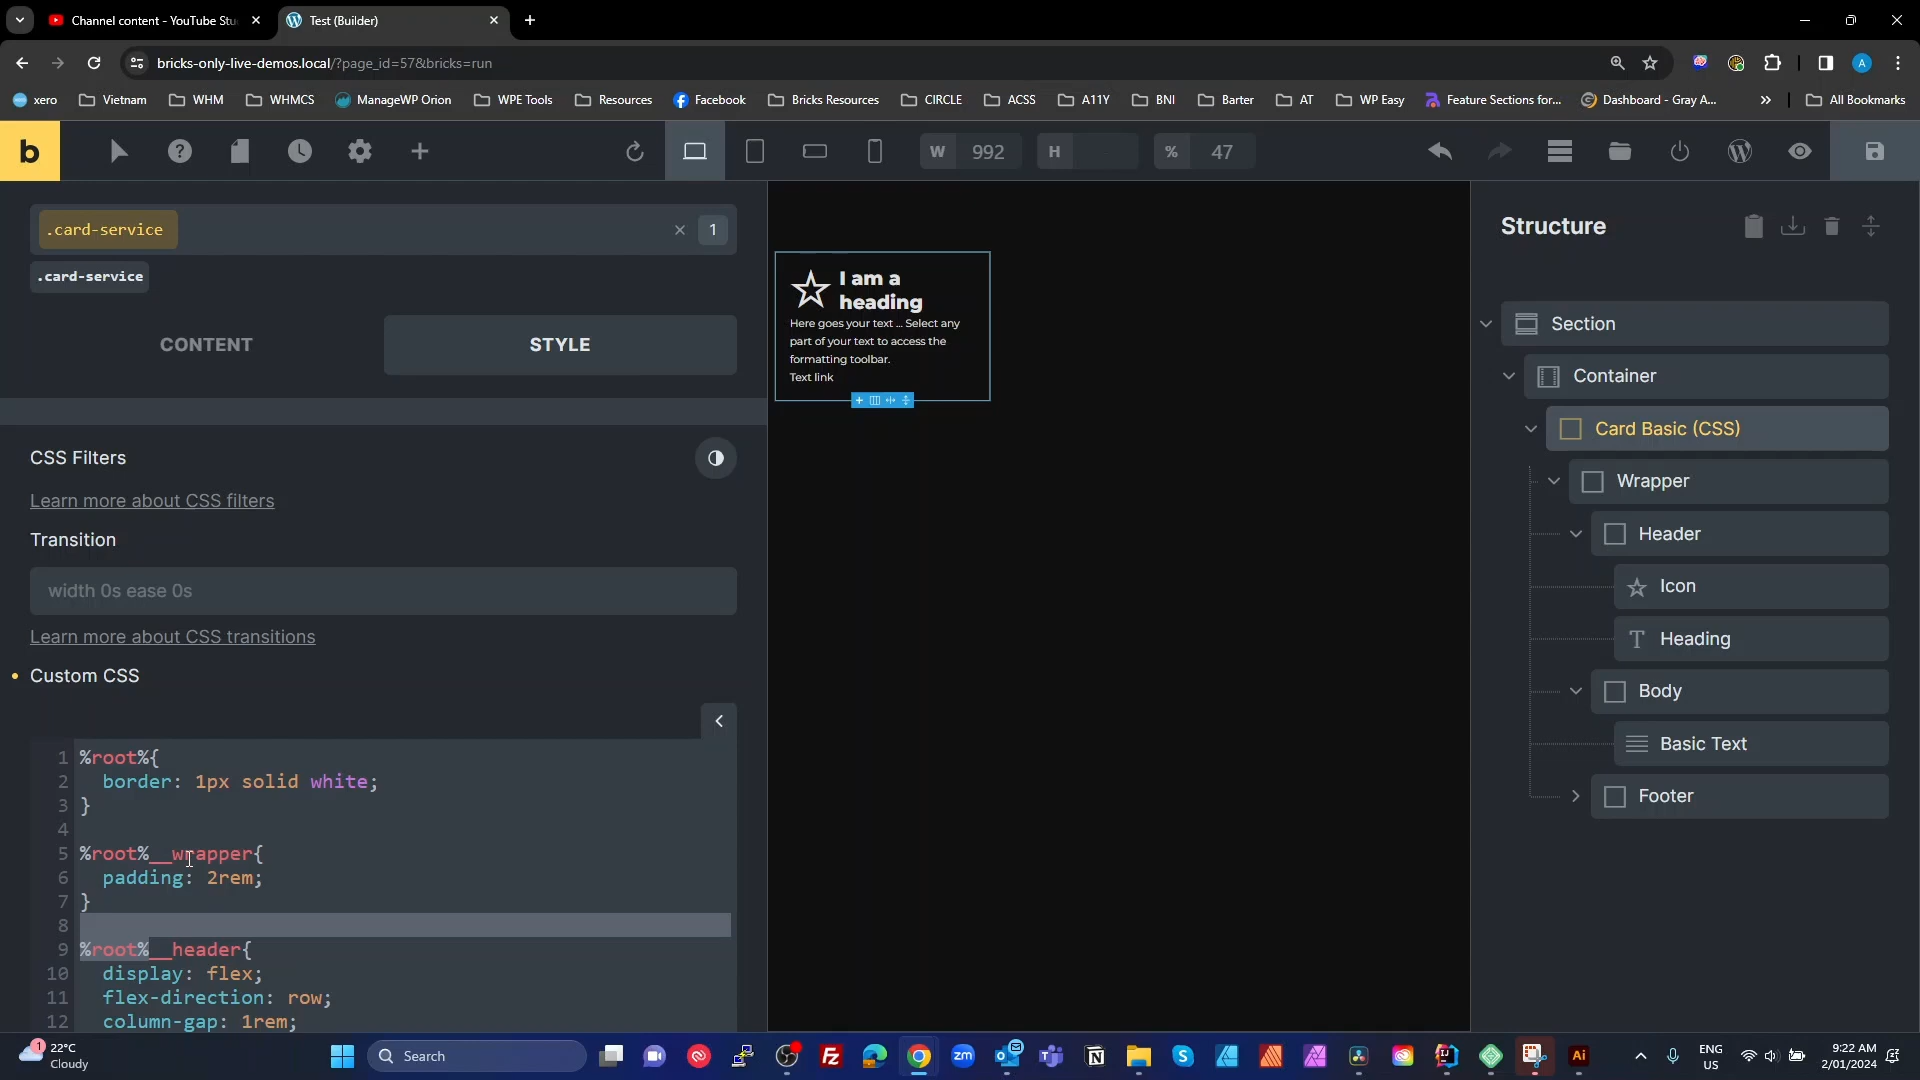 Channel content - YouTube Stu
Test (Builder)
bricks-only-live-demos.local/?page_id=57&bricks=run
xero
Vietnam
WHM
WHMCS
ManageWP Orion
WPE Tools
Resources
Facebook
Bricks Resources
CIRCLE
ACSS
A11Y
BNI
Barter
AT
WP Easy
Feature Sections for...
Dashboard - Gray A...
All Bookmarks
b
W 992
H
% 47
.card-service
1
.card-service
CONTENT
STYLE
CSS Filters
Learn more about CSS filters
Transition
width 0s ease 0s
Learn more about CSS transitions
Custom CSS
1 %root%{
2 border: 1px solid white;
3 }
4
5 %root%__wrapper{
6 padding: 2rem;
7 }
8
9 %root%__header{
10 display: flex;
11 flex-direction: row;
12 column-gap: 1rem;
I am a
heading
Here goes your text ... Select any
part of your text to access the
formatting toolbar.
Text link
Structure
Section
Container
Card Basic (CSS)
Wrapper
Header
Icon
Heading
Body
Basic Text
Footer
1
22°C
Cloudy
Search
zm
Ai
ENG
US
9:22 AM
2/01/2024